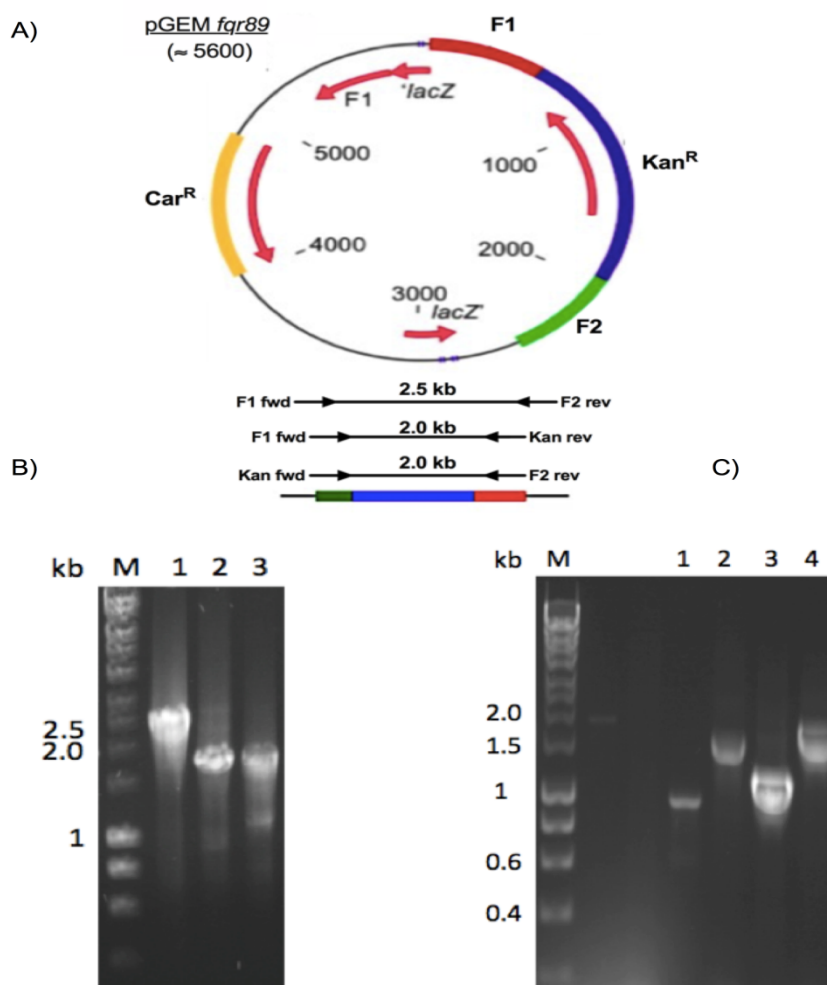 A)
pGEM fqr89
(≈ 5600)
F1
F1
'lacZ
5000
1000
Kan^R
Car^R
4000
2000
3000
lacZ'
F2
2.5 kb
F1 fwd F2 rev
2.0 kb
F1 fwd Kan rev
2.0 kb
Kan fwd F2 rev
B)
C)
kb M 1 2 3
2.5
2.0
1
kb M 1 2 3 4
2.0
1.5
1
0.6
0.4